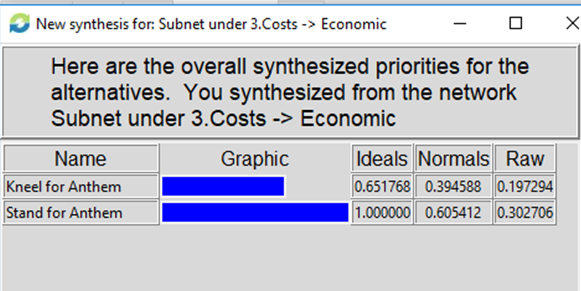 New synthesis for: Subnet under 3.Costs -> Economic
Here are the overall synthesized priorities for the
alternatives. You synthesized from the network
Subnet under 3.Costs -> Economic
Name Graphic Ideals Normals Raw
Kneel for Anthem 0.651768 0.394588 0.197294
Stand for Anthem 1.000000 0.605412 0.302706